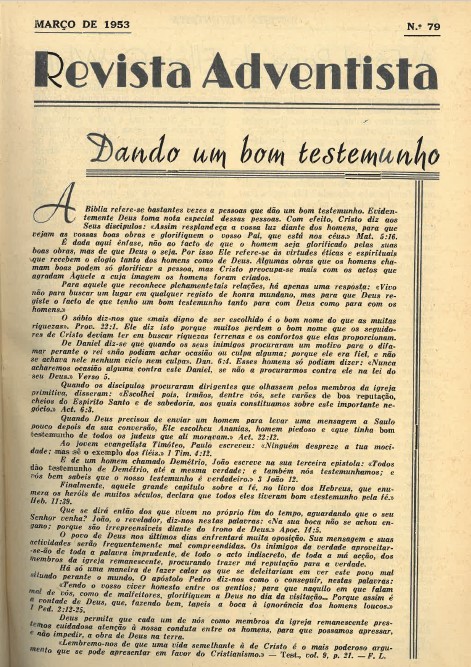 MARÇO DE 1953
N.º 79
Revista Adventista
Dando um bom testemunho
A Bíblia refere-se bastantes vezes a pessoas que dão um bom testemunho. Eviden-
temente Deus toma nota especial dessas pessoas. Com efeito, Cristo diz aos
Seus discípulos: «Assim resplandeça a vossa luz diante dos homens, para que
vejam as vossas boas obras e glorifiquem o vosso Pai, que está nos céus.» Mat. 5:16.
É dada aqui ênfase, não ao facto de que o homem seja glorificado pelas suas
boas obras, mas de que Deus o seja. Por isso Ele refere-se às virtudes éticas e espirituais
que recebem o elogio tanto dos homens como de Deus. Algumas obras que os homens cha-
mam boas podem só glorificar a pessoa, mas Cristo preocupa-se mais com os actos que
agradam Àquele a cuja imagem os homens foram criados.
Para aquele que reconhece plenamente tais relações, há apenas uma resposta: «Vivo
não para buscar um lugar em qualquer registo de honra mundano, mas para que Deus re-
giste o facto de que tenho um bom testemunho tanto para com Deus como para com os
homens.»
O sábio diz-nos que «mais digno de ser escolhido é o bom nome do que as muitas
riquezas». Prov. 22:1. Ele diz isto porque muitos perdem o bom nome que os seguido-
res de Cristo deviam ter em buscar riquezas terrenas e os confortos que elas proporcionam.
De Daniel diz-se que quando os seus inimigos procuraram um motivo para o difa-
mar perante o rei «não podiam achar ocasião ou culpa alguma; porque ele era fiel, e não
se achava nele nenhum vício nem culpa». Dan. 6:4. Esses homens só podiam dizer: «Nunca
acharemos ocasião alguma contra este Daniel, se não a procurarmos contra ele na lei do
seu Deus.» Verso 5.
Quando os discípulos procuraram dirigentes que olhassem pelos membros da igreja
primitiva, disseram: «Escolhei pois, irmãos, dentre vós, sete varões de boa reputação,
cheios do Espírito Santo e de sabedoria, aos quais constituamos sobre este importante ne-
gócio.» Act. 6:3.
Quando Deus precisou de enviar um homem para levar uma mensagem a Saulo
pouco depois da sua conversão, Ele escolheu Ananias, homem piedoso e «que tinha bom
testemunho de todos os judeus que ali moravam.» Act. 22:12.
Ao jovem evangelista Timóteo, Paulo escreveu: «Ninguém despreze a tua moci-
dade; mas sê o exemplo dos fiéis.» 1 Tim. 4:12.
E de um homem chamado Demétrio, João escreveu na sua terceira epístola: «Todos
dão testemunho de Demétrio, até a mesma verdade; e também nós testemunhamos; e
vós bem sabeis que o nosso testemunho é verdadeiro.» 3 João 12.
Finalmente, aquele grande capítulo sobre a fé, no livro dos Hebreus, que enu-
mera os heróis de muitos séculos, declara que todos eles tiveram bom «testemunho pela fé.»
Heb. 11:39.
Que se dirá então dos que vivem no próprio fim do tempo, aguardando que o seu
Senhor venha? João, o revelador, diz-nos nestas palavras: «Na sua boca não se achou en-
gano; porque são irrepreensíveis diante do trono de Deus.» Apoc. 14:5.
O povo de Deus nos últimos dias enfrentará muita oposição. Sua mensagem e suas
actividades serão frequentemente mal compreendidas. Os inimigos da verdade aproveitar-
-se-ão de toda a palavra imprudente, de todo o acto indiscreto, de toda a má acção, dos
membros da igreja remanescente, procurando trazer má reputação para a verdade.
Há só uma maneira de fazer calar os que se deleitariam em ver este povo mal
situado perante o mundo. O apóstolo Pedro diz-nos como o conseguir, nestas palavras:
«Tendo o vosso viver honesto entre os gentios; para que naquilo em que falam
mal de vós, como de malfeitores, glorifiquem a Deus no dia da visitação... Porque assim é
a vontade de Deus, que, fazendo bem, tapeis a boca à ignorância dos homens loucos.»
1 Ped. 2:12-25.
Deus permita que cada um de nós como membros da igreja remanescente pres-
temos cuidadosa atenção à nossa conduta entre os homens, para que possamos apressar,
e não impedir, a obra de Deus na terra.
«Lembremo-nos de que uma vida semelhante à de Cristo é o mais poderoso argu-
mento que se pode apresentar em favor do Cristianismo.» — Test., vol. 9, p. 21. — F. L.